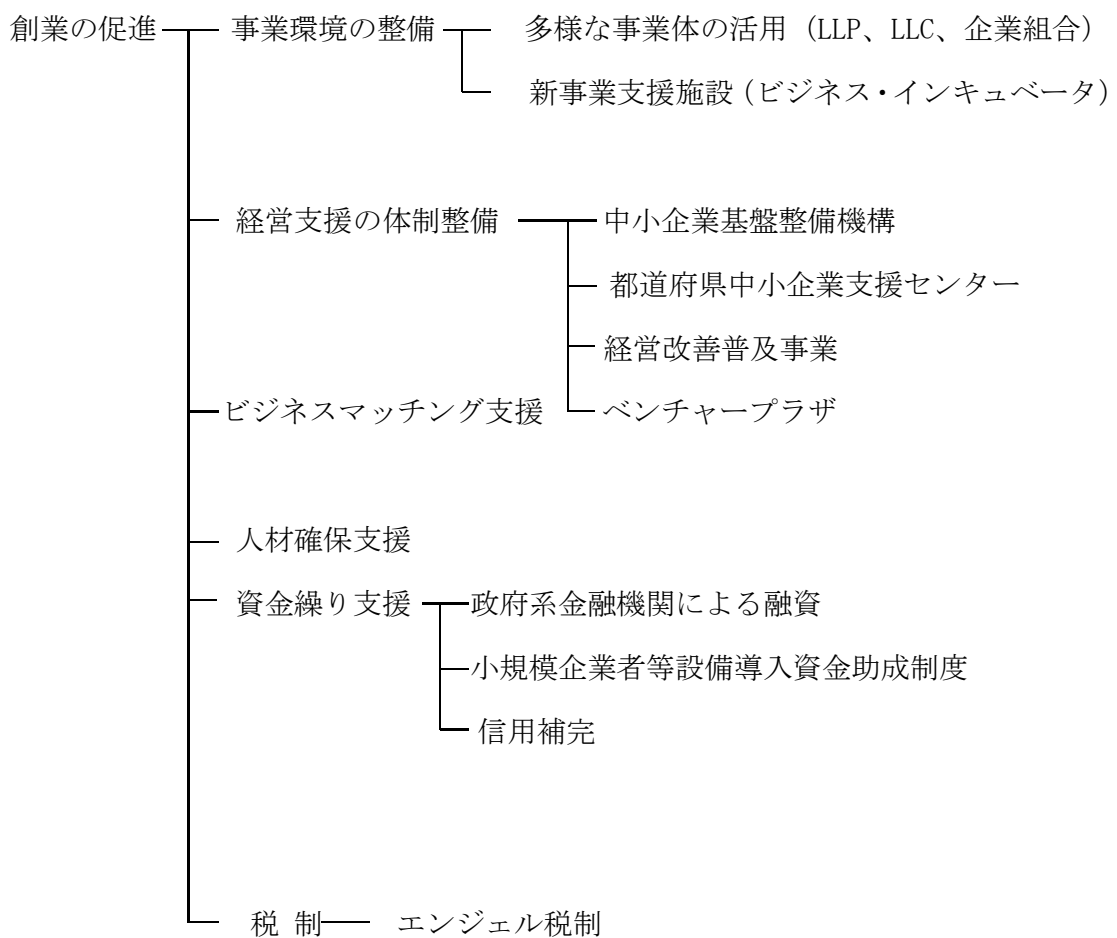 創業の促進 事業環境の整備 多様な事業体の活用（LLP、LLC、企業組合）
新事業支援施設（ビジネス・インキュベータ）
経営支援の体制整備 中小企業基盤整備機構
都道府県中小企業支援センター
経営改善普及事業
ビジネスマッチング支援 ベンチャープラザ
人材確保支援
資金繰り支援 政府系金融機関による融資
小規模企業者等設備導入資金助成制度
信用補完
税 制 エンジェル税制